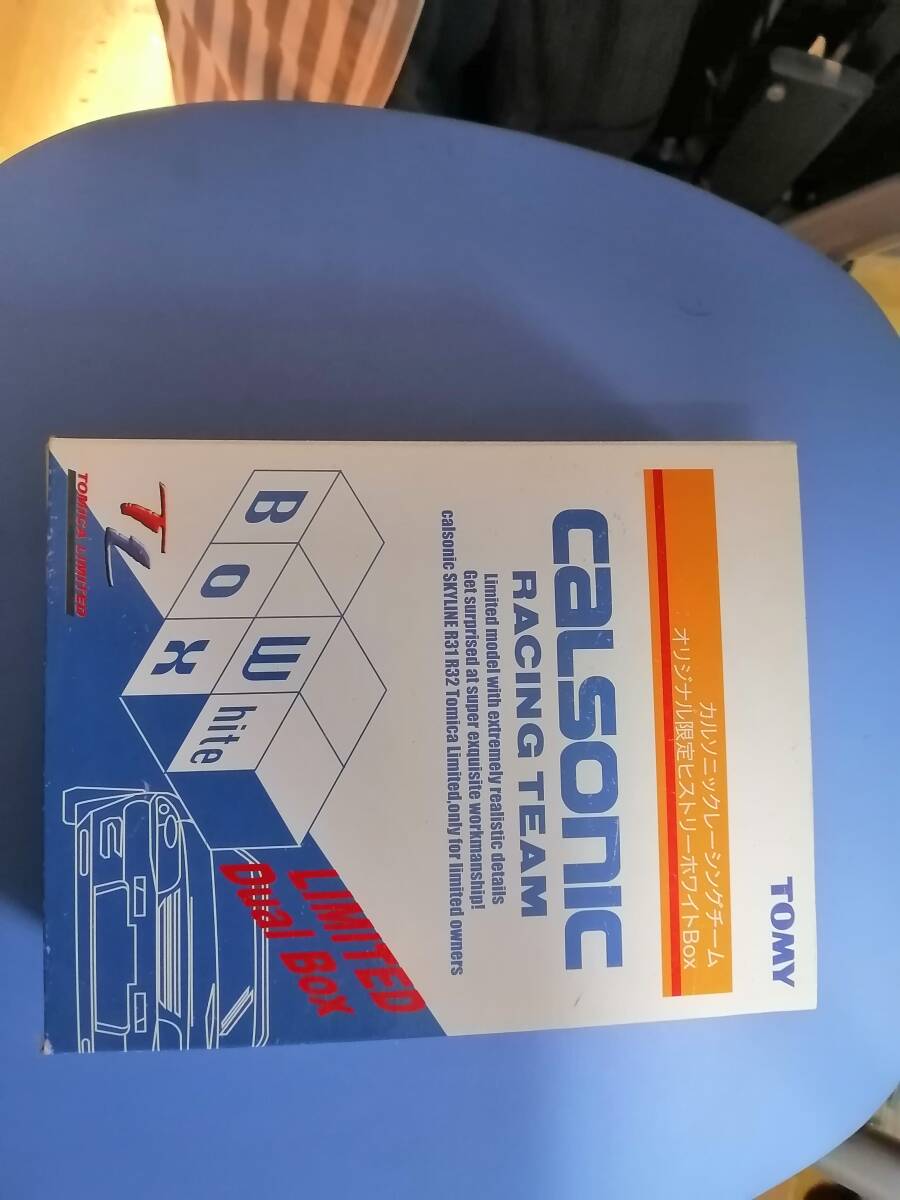 TOMY
カルソニックレーシングチーム
オリジナル限定ヒストリーホワイトBox
calsonic
RACING TEAM
Limited model with extremely realistic details
Get surprised at super exquisite workmanship!
calsonic SKYLINE R31 R32 Tomica Limited,only for limited owners
White
BOX
LIMITED
Dual Box
TL
TOMICA LIMITED